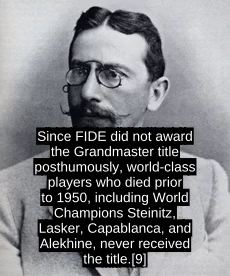 Since FIDE did not award
the Grandmaster title
posthumously, world-class
players who died prior
to 1950, including World
Champions Steinitz,
Lasker, Capablanca, and
Alekhine, never received
the title.[9]